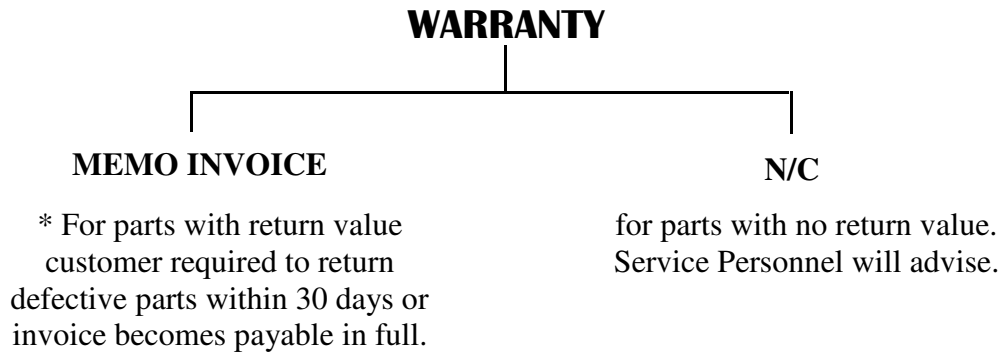 WARRANTY
MEMO INVOICE
* For parts with return value
customer required to return
defective parts within 30 days or
invoice becomes payable in full.
N/C
for parts with no return value.
Service Personnel will advise.